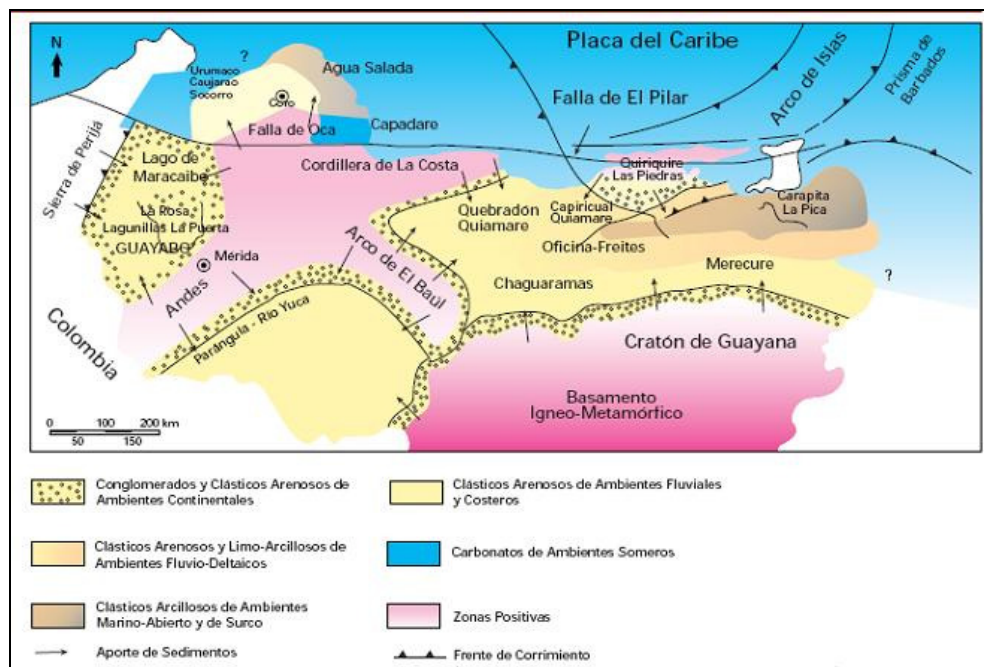 N
?
Placa del Caribe
Urumaco
Caujarao
Socorro
Agua Salada
Coro
Arco de Islas
Prisma de
Barbados
Falla de El Pilar
Falla de Oca
Capadare
Sierra de Perijá
Lago de
Maracaibe
Cordillera de La Costa
Quiriquire
Las Piedras
La Rosa,
Lagunillas La Puerta
GUAYABO
Quebradón
Quiamare
Capiricual
Quiamare
Carapita
La Pica
Arco de El Baúl
Oficina-Freites
Mérida
Andes
Chaguaramas
Merecure
?
Colombia
Parángula - Rio Yuca
Cratón de Guayana
Basamento
Igneo-Metamórfico
0 100 200 km
50 150
Conglomerados y Clásticos Arenosos de
Ambientes Continentales
Clásticos Arenosos de Ambientes Fluviales
y Costeros
Clásticos Arenosos y Limo-Arcillosos de
Ambientes Fluvio-Deltaicos
Carbonatos de Ambientes Someros
Clásticos Arcillosos de Ambientes
Marino-Abierto y de Surco
Zonas Positivas
Aporte de Sedimentos
Frente de Corrimiento